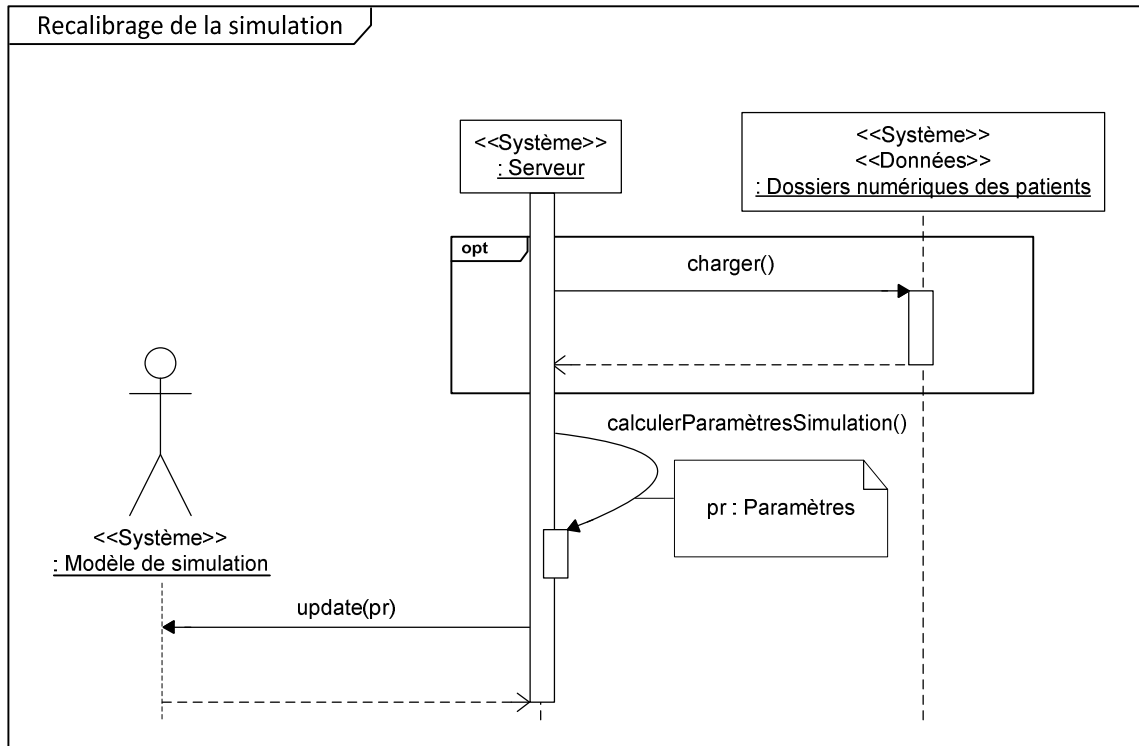 Recalibrage de la simulation
<<Système>>
: Serveur
<<Système>>
<<Données>>
: Dossiers numériques des patients
opt
charger()
calculerParamètresSimulation()
pr : Paramètres
<<Système>>
: Modèle de simulation
update(pr)